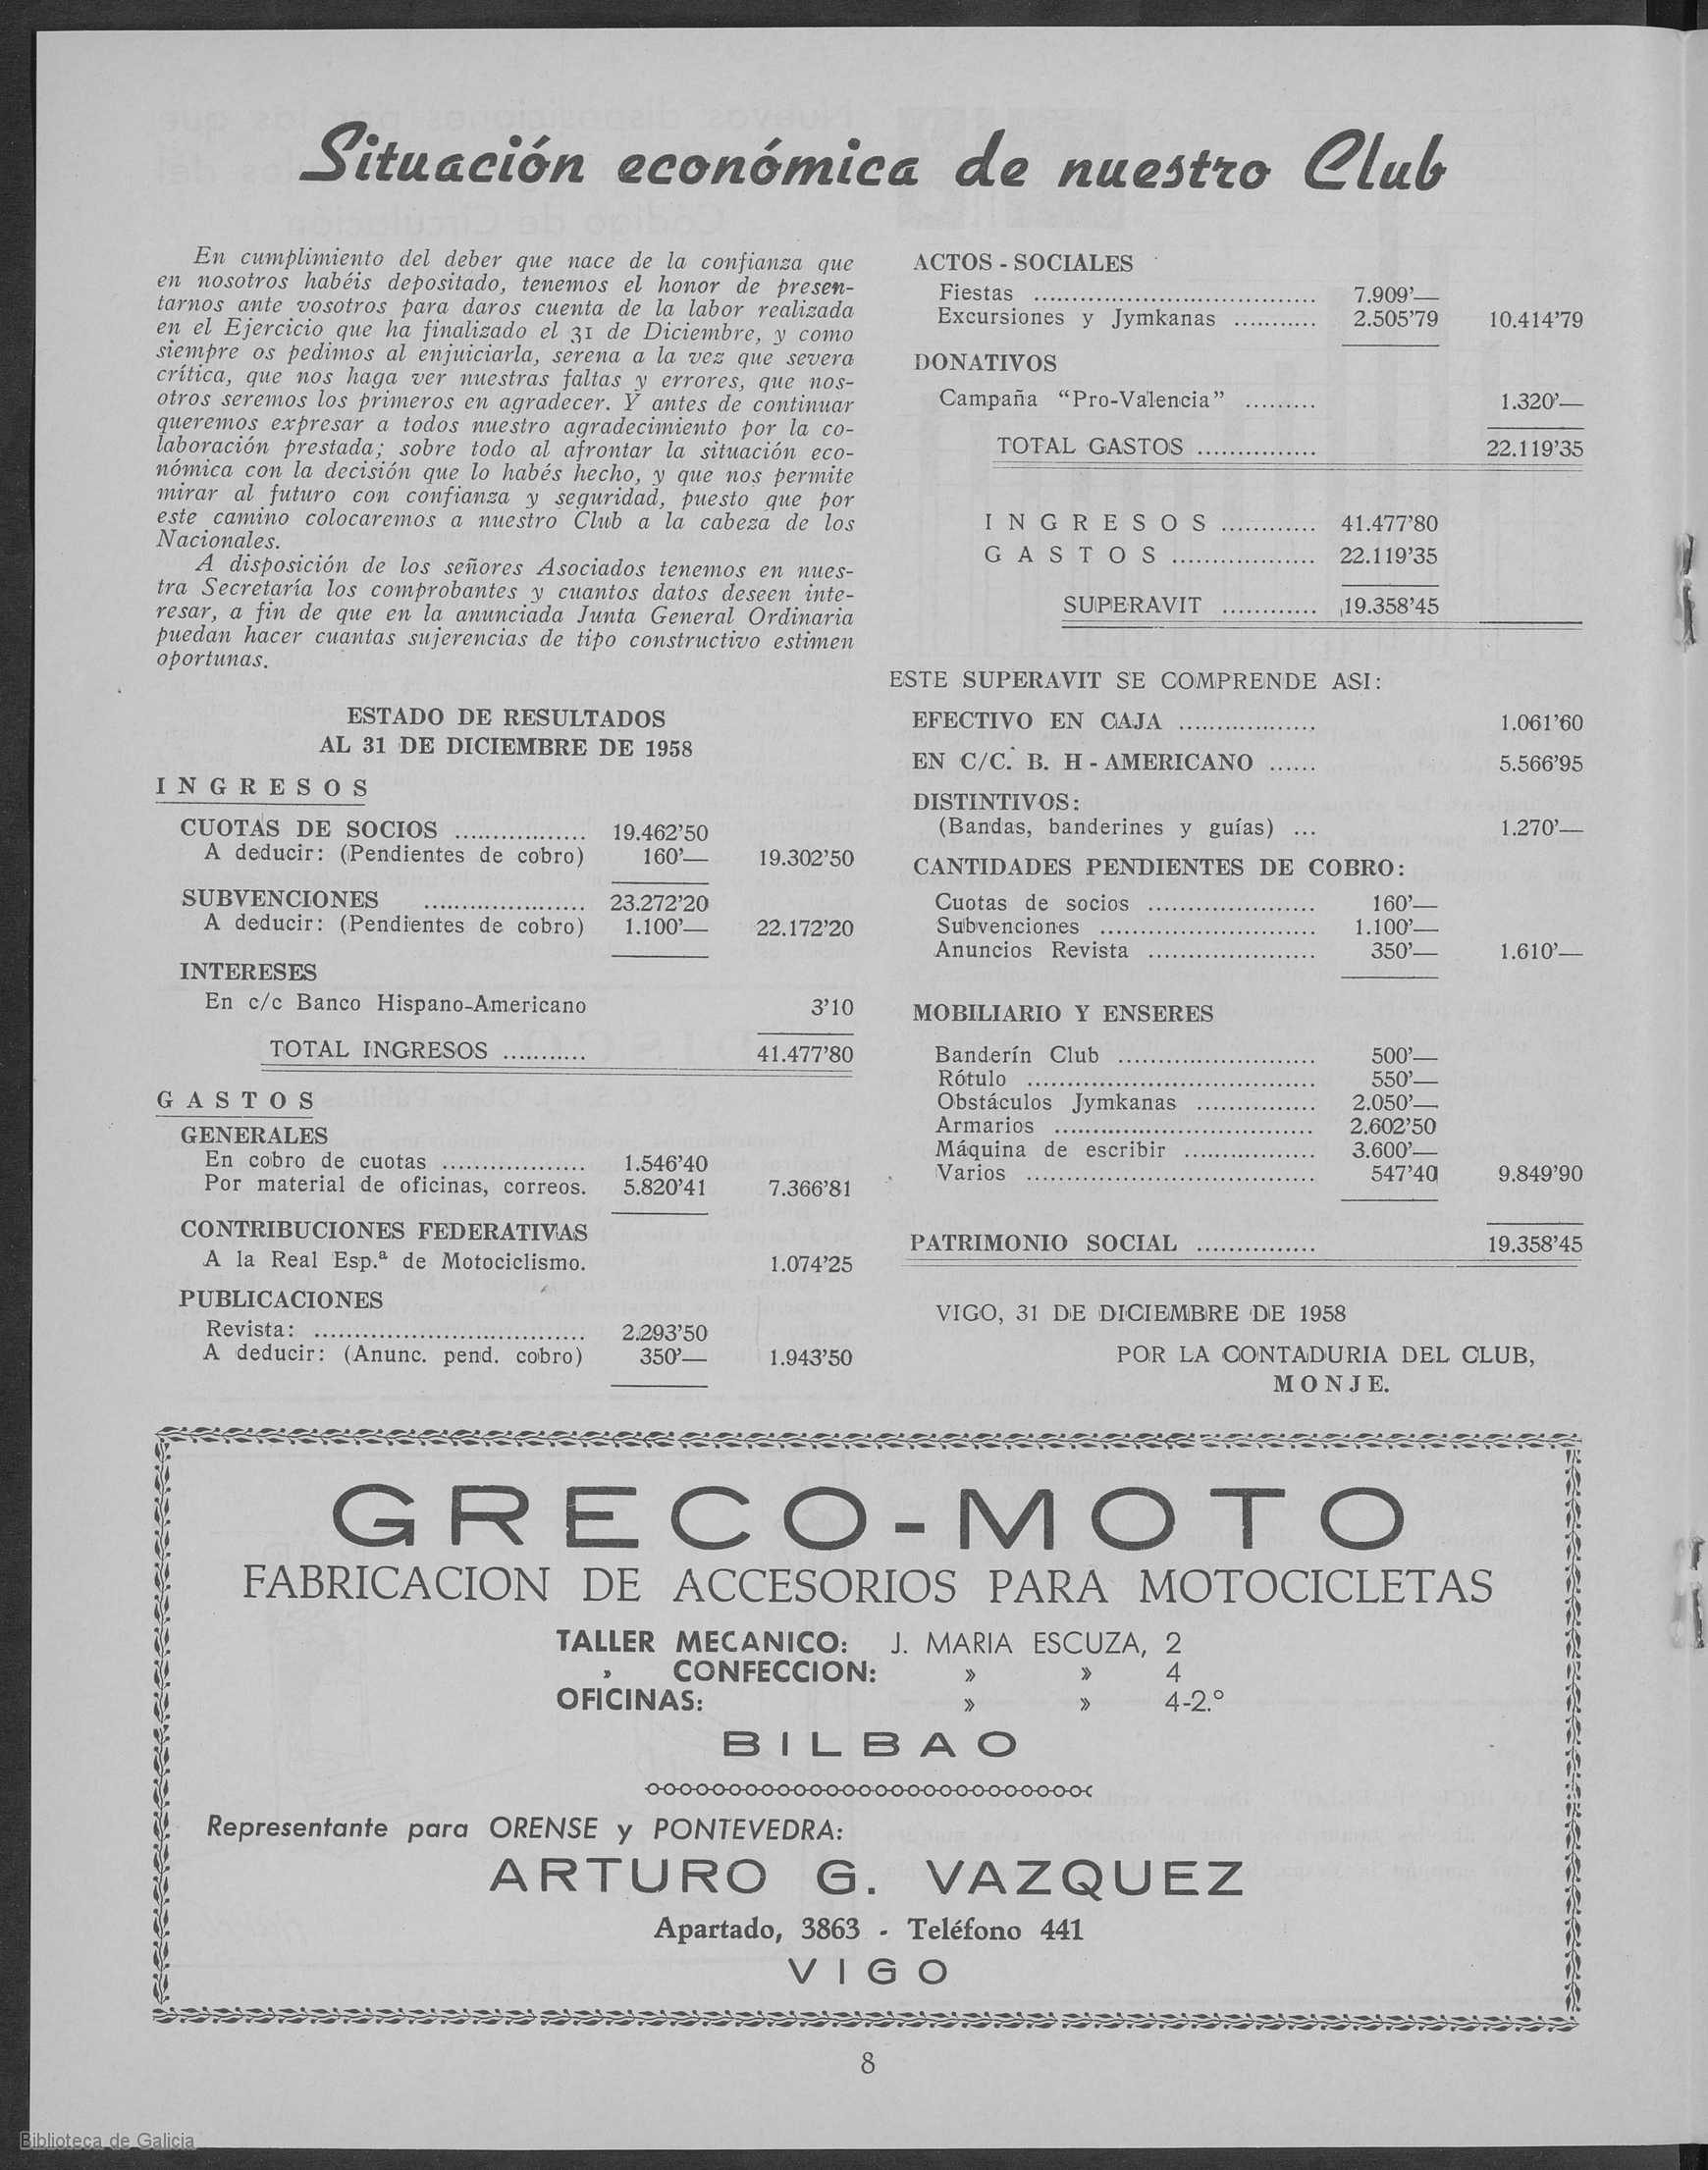 Situación económica de nuestro Club
En cumplimiento del deber que nace de la confianza que
en nosotros habéis depositado, tenemos el honor de presen-
tarnos ante vosotros para daros cuenta de la labor realizada
en el Ejercicio que ha finalizado el 31 de Diciembre, y como
siempre os pedimos al enjuiciarla, serena a la vez que severa
crítica, que nos haga ver nuestras faltas y errores, que nos-
otros seremos los primeros en agradecer. Y antes de continuar
queremos expresar a todos nuestro agradecimiento por la co-
laboración prestada; sobre todo al afrontar la situación eco-
nómica con la decisión que lo habés hecho, y que nos permite
mirar al futuro con confianza y seguridad, puesto que por
este camino colocaremos a nuestro Club a la cabeza de los
Nacionales.
A disposición de los señores Asociados tenemos en nues-
tra Secretaría los comprobantes y cuantos datos deseen inte-
resar, a fin de que en la anunciada Junta General Ordinaria
puedan hacer cuantas sujerencias de tipo constructivo estimen
oportunas.
ESTADO DE RESULTADOS
AL 31 DE DICIEMBRE DE 1958
INGRESOS
CUOTAS DE SOCIOS ................. 19.462'50
A deducir: (Pendientes de cobro) 160'— 19.302'50
SUBVENCIONES ..................... 23.272'20
A deducir: (Pendientes de cobro) 1.100'— 22.172'20
INTERESES
En c/c Banco Hispano-Americano 3'10
TOTAL INGRESOS ........... 41.477'80
GASTOS
GENERALES
En cobro de cuotas .................. 1.546'40
Por material de oficinas, correos. 5.820'41 7.366'81
CONTRIBUCIONES FEDERATIVAS
A la Real Esp.ª de Motociclismo. 1.074'25
PUBLICACIONES
Revista: .................................. 2.293'50
A deducir: (Anunc. pend. cobro) 350'— 1.943'50
ACTOS - SOCIALES
Fiestas .................................... 7.909'—
Excursiones y Jymkanas ........... 2.505'79 10.414'79
DONATIVOS
Campaña "Pro-Valencia" ......... 1.320'—
TOTAL GASTOS ............... 22.119'35
INGRESOS ............ 41.477'80
GASTOS .................. 22.119'35
SUPERAVIT ............ 19.358'45
ESTE SUPERAVIT SE COMPRENDE ASI:
EFECTIVO EN CAJA .................. 1.061'60
EN C/C. B. H - AMERICANO ...... 5.566'95
DISTINTIVOS:
(Bandas, banderines y guías) ... 1.270'—
CANTIDADES PENDIENTES DE COBRO:
Cuotas de socios ..................... 160'—
Subvenciones ........................... 1.100'—
Anuncios Revista ..................... 350'— 1.610'—
MOBILIARIO Y ENSERES
Banderín Club ......................... 500'—
Rótulo .................................... 550'—
Obstáculos Jymkanas ............... 2.050'—
Armarios ................................. 2.602'50
Máquina de escribir ................. 3.600'—
Varios .................................... 547'40 9.849'90
PATRIMONIO SOCIAL ............... 19.358'45
VIGO, 31 DE DICIEMBRE DE 1958
POR LA CONTADURIA DEL CLUB,
MONJE.
GRECO-MOTO
FABRICACION DE ACCESORIOS PARA MOTOCICLETAS
TALLER MECANICO: J. MARIA ESCUZA, 2
» CONFECCION: » » 4
OFICINAS: » » 4-2.º
BILBAO
Representante para ORENSE y PONTEVEDRA:
ARTURO G. VAZQUEZ
Apartado, 3863 - Teléfono 441
VIGO
8
Biblioteca de Galicia